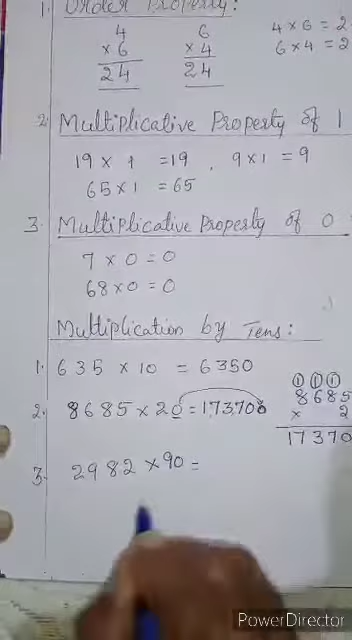 1. Order Property:
4 6 4 × 6 = 2
× 6 × 4 6 × 4 = 2
24 24
2. Multiplicative Property of 1
19 × 1 = 19 , 9 × 1 = 9
65 × 1 = 65
3. Multiplicative Property of 0
7 × 0 = 0
68 × 0 = 0
Multiplication by Tens:
1. 635 × 10 = 6350
1 1 1
2. 8685 × 20 = 173700 8685
× 2
17370
3. 2982 × 90 =
PowerDirector